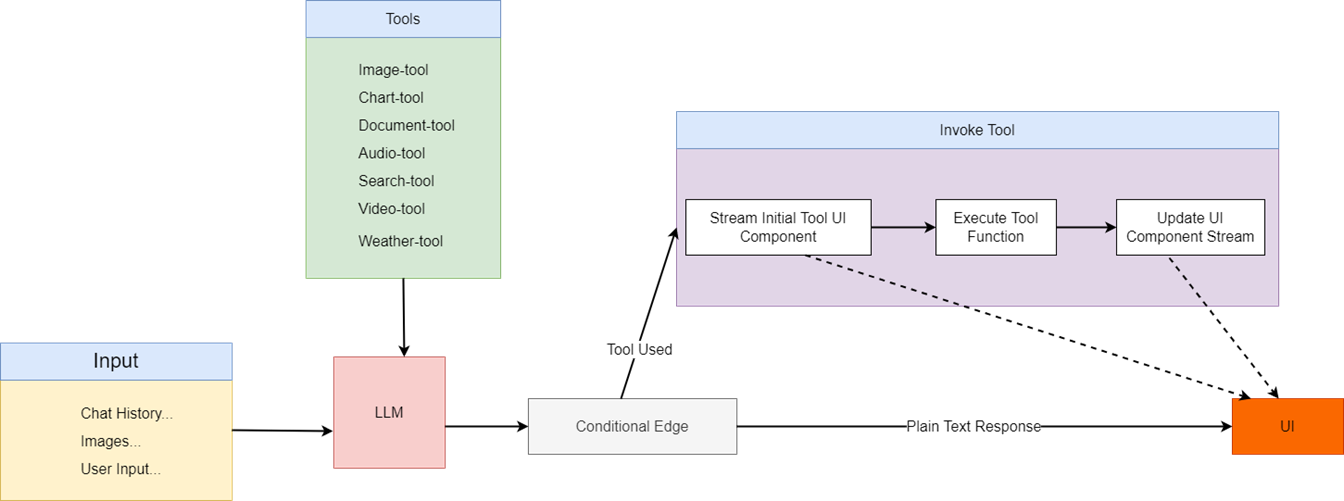 Tools
Image-tool
Chart-tool
Document-tool
Audio-tool
Search-tool
Video-tool
Weather-tool
Invoke Tool
Stream Initial Tool UI
Component
Execute Tool
Function
Update UI
Component Stream
Tool Used
Input
Chat History...
Images...
User Input...
LLM
Conditional Edge
Plain Text Response
UI